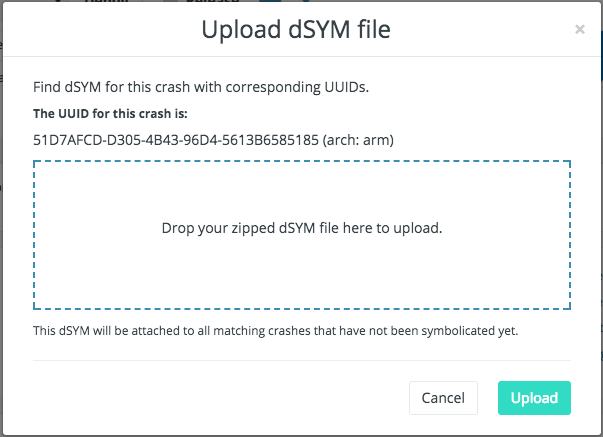 Upload dSYM file
×
Find dSYM for this crash with corresponding UUIDs.
The UUID for this crash is:
51D7AFCD-D305-4B43-96D4-5613B6585185 (arch: arm)
Drop your zipped dSYM file here to upload.
This dSYM will be attached to all matching crashes that have not been symbolicated yet.
Cancel
Upload